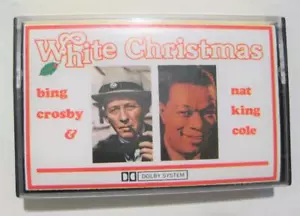 White Christmas
bing
crosby
&
nat
king
cole
DOLBY SYSTEM